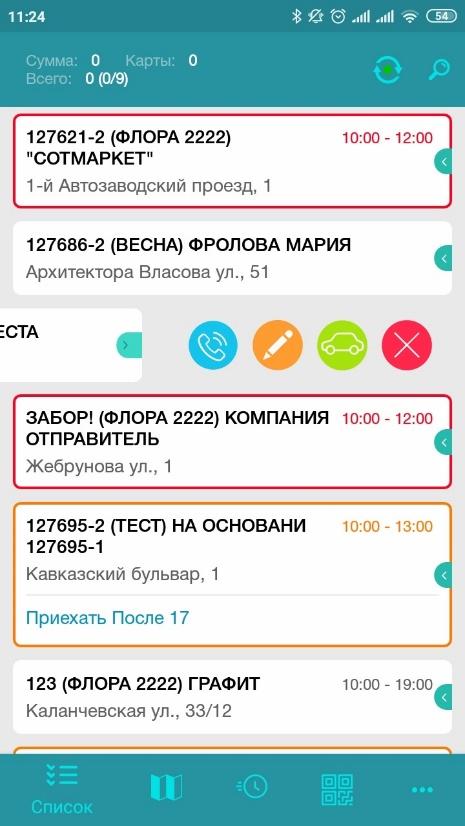 11:24
54
Сумма: 0 Карты: 0
Всего: 0 (0/9)
127621-2 (ФЛОРА 2222) 10:00 - 12:00
"СОТМАРКЕТ"
1-й Автозаводский проезд, 1
127686-2 (ВЕСНА) ФРОЛОВА МАРИЯ
Архитектора Власова ул., 51
ЕСТА
ЗАБОР! (ФЛОРА 2222) КОМПАНИЯ 10:00 - 12:00
ОТПРАВИТЕЛЬ
Жебрунова ул., 1
127695-2 (ТЕСТ) НА ОСНОВАНИ 10:00 - 13:00
127695-1
Кавказский бульвар, 1
Приехать После 17
123 (ФЛОРА 2222) ГРАФИТ 10:00 - 19:00
Каланчевская ул., 33/12
Список